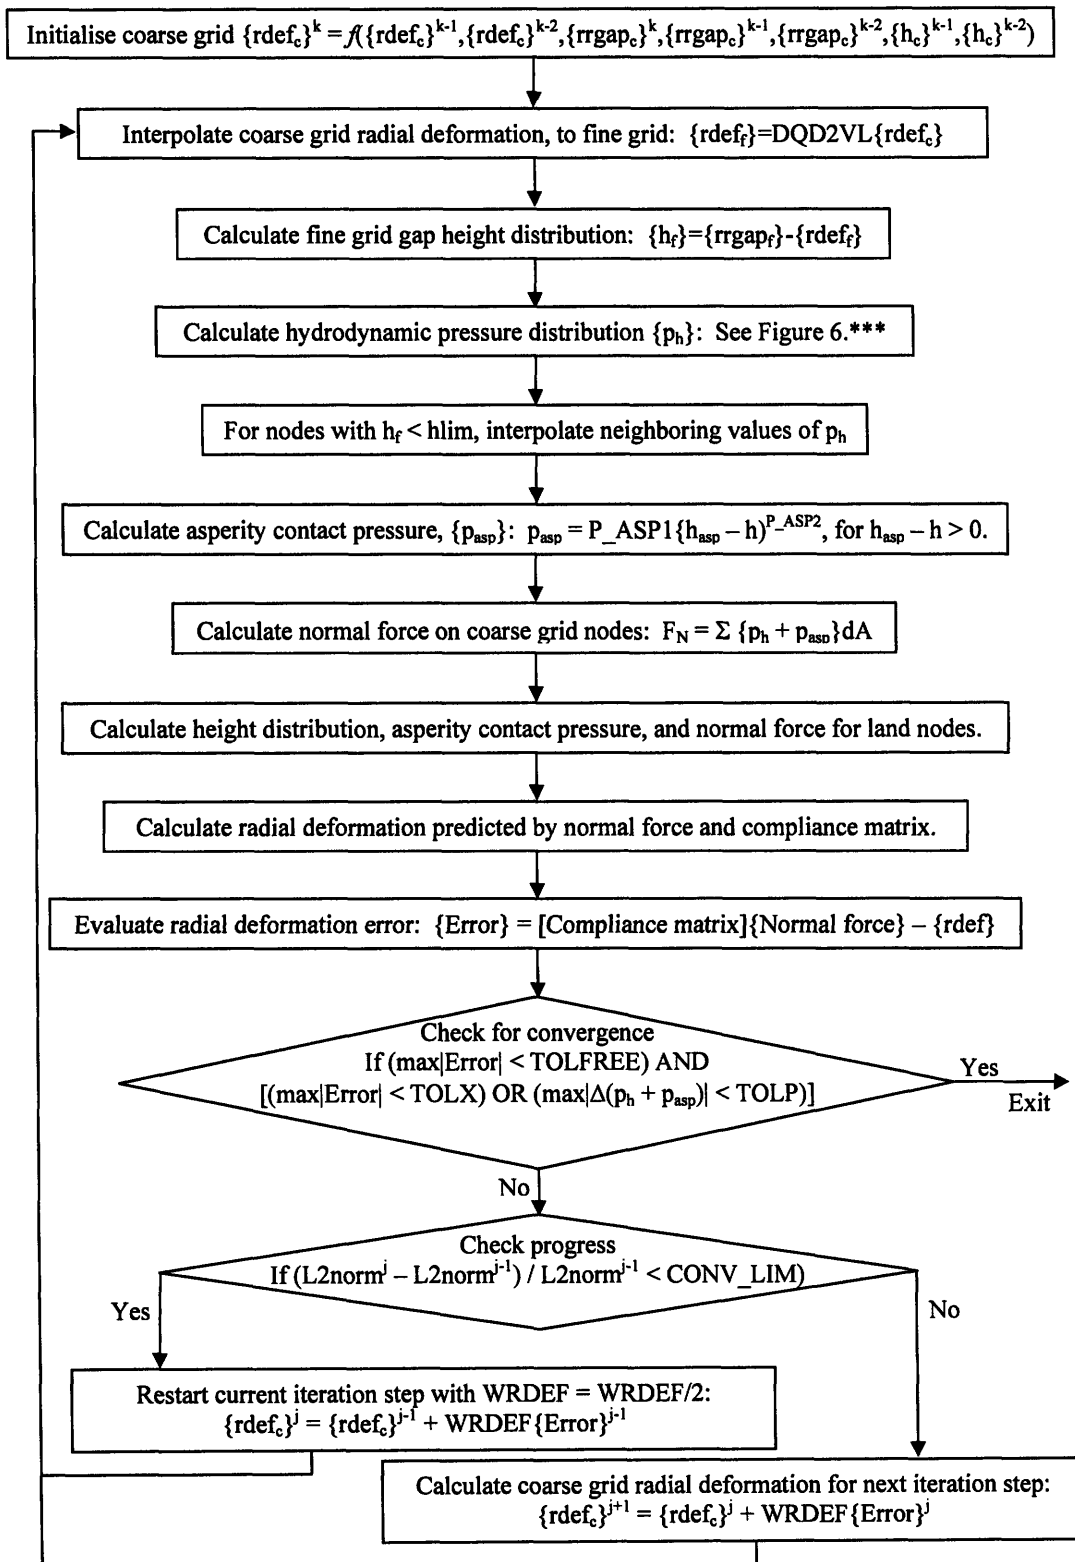 Initialise coarse grid {rdef_c}^k = f({rdef_c}^k-1,{rdef_c}^k-2,{rrgap_c}^k,{rrgap_c}^k-1,{rrgap_c}^k-2,{h_c}^k-1,{h_c}^k-2)
Interpolate coarse grid radial deformation, to fine grid: {rdef_f}=DQD2VL{rdef_c}
Calculate fine grid gap height distribution: {h_f}={rrgap_f}-{rdef_f}
Calculate hydrodynamic pressure distribution {p_h}: See Figure 6.***
For nodes with h_f < hlim, interpolate neighboring values of p_h
Calculate asperity contact pressure, {p_asp}: p_asp = P_ASP1{h_asp – h)^P_ASP2, for h_asp – h > 0.
Calculate normal force on coarse grid nodes: F_N = Σ {p_h + p_asp}dA
Calculate height distribution, asperity contact pressure, and normal force for land nodes.
Calculate radial deformation predicted by normal force and compliance matrix.
Evaluate radial deformation error: {Error} = [Compliance matrix]{Normal force} – {rdef}
Check for convergence
If (max|Error| < TOLFREE) AND
[(max|Error| < TOLX) OR (max|Δ(p_h + p_asp)| < TOLP)]
Yes
Exit
No
Check progress
If (L2norm^j – L2norm^j-1) / L2norm^j-1 < CONV_LIM)
Yes
No
Restart current iteration step with WRDEF = WRDEF/2:
{rdef_c}^j = {rdef_c}^j-1 + WRDEF{Error}^j-1
Calculate coarse grid radial deformation for next iteration step:
{rdef_c}^j+1 = {rdef_c}^j + WRDEF{Error}^j